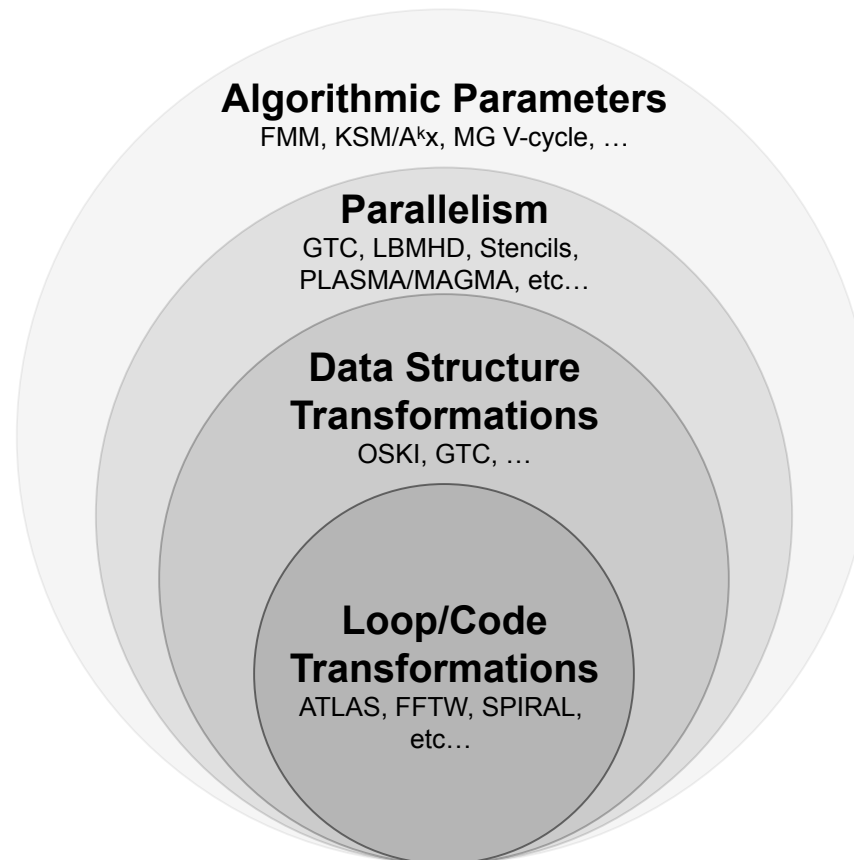 Algorithmic Parameters
FMM, KSM/Aᵏx, MG V-cycle, …
Parallelism
GTC, LBMHD, Stencils,
PLASMA/MAGMA, etc…
Data Structure
Transformations
OSKI, GTC, …
Loop/Code
Transformations
ATLAS, FFTW, SPIRAL,
etc…